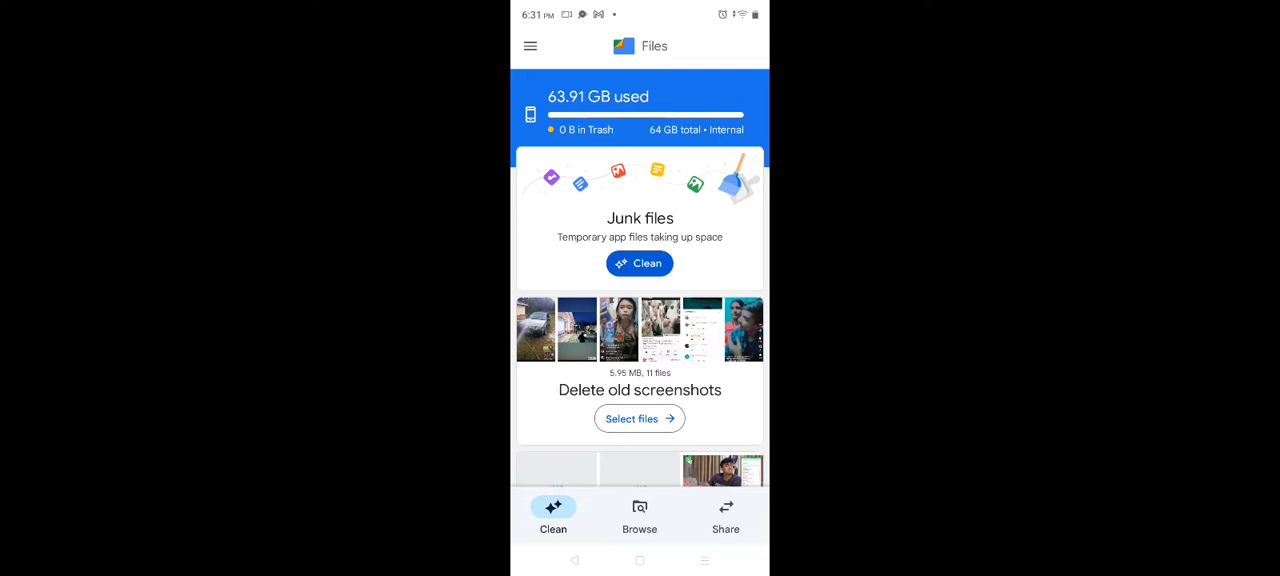 6:31 PM
Files
63.91 GB used
0 B in Trash
64 GB total • Internal
Junk files
Temporary app files taking up space
Clean
5.95 MB, 11 files
Delete old screenshots
Select files
Clean
Browse
Share